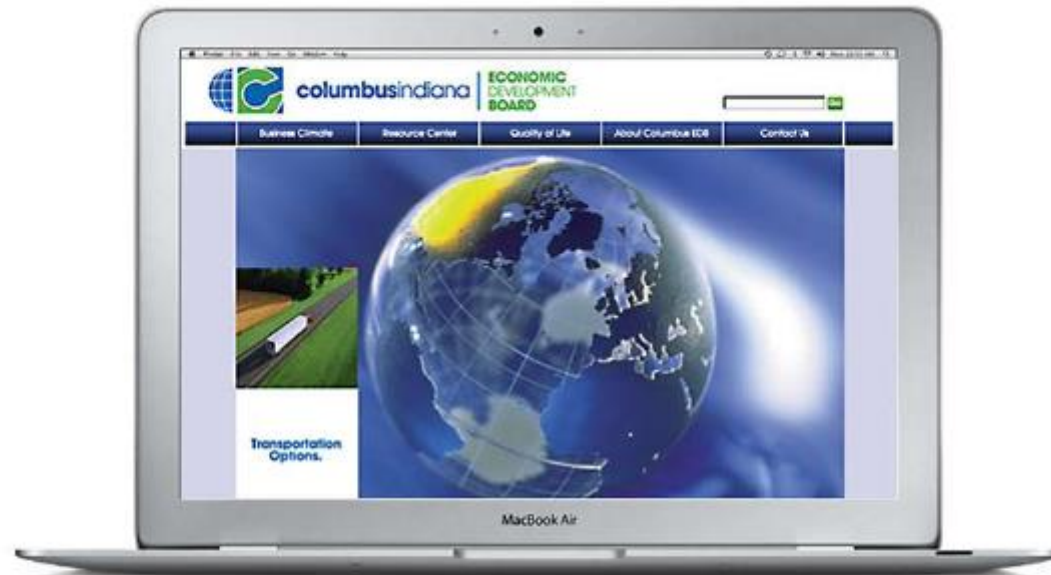 columbusindiana
ECONOMIC
DEVELOPMENT
BOARD
Go
Business Climate
Resource Center
Quality of Life
About Columbus EDB
Contact Us
Transportation
Options.
MacBook Air